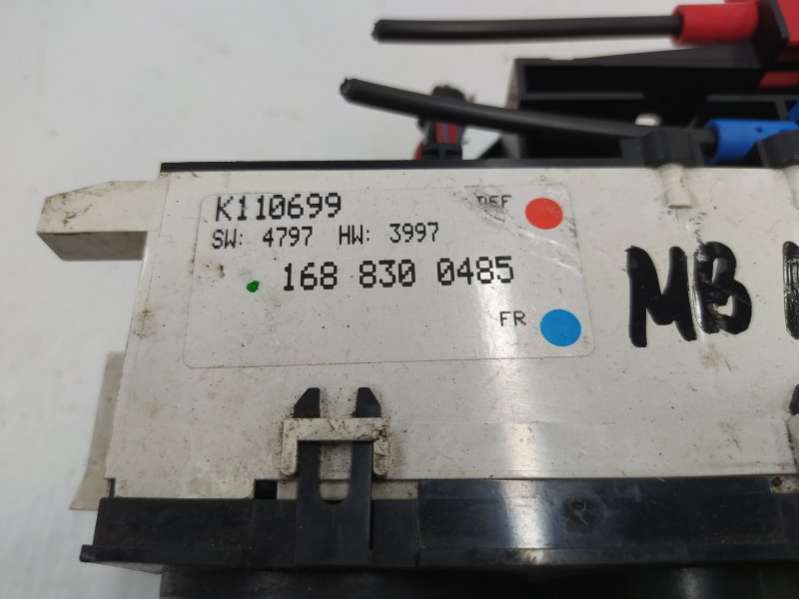 K110699
DEF
SW: 4797 HW: 3997
168 830 0485
FR
MB